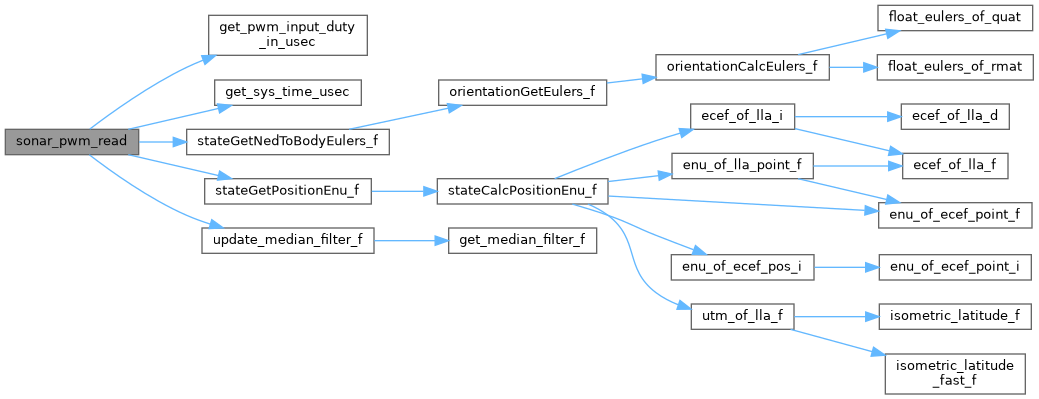 sonar_pwm_read
get_pwm_input_duty
_in_usec
get_sys_time_usec
stateGetNedToBodyEulers_f
stateGetPositionEnu_f
update_median_filter_f
orientationGetEulers_f
stateCalcPositionEnu_f
get_median_filter_f
orientationCalcEulers_f
ecef_of_lla_i
enu_of_lla_point_f
enu_of_ecef_pos_i
utm_of_lla_f
float_eulers_of_quat
float_eulers_of_rmat
ecef_of_lla_d
ecef_of_lla_f
enu_of_ecef_point_f
enu_of_ecef_point_i
isometric_latitude_f
isometric_latitude
_fast_f